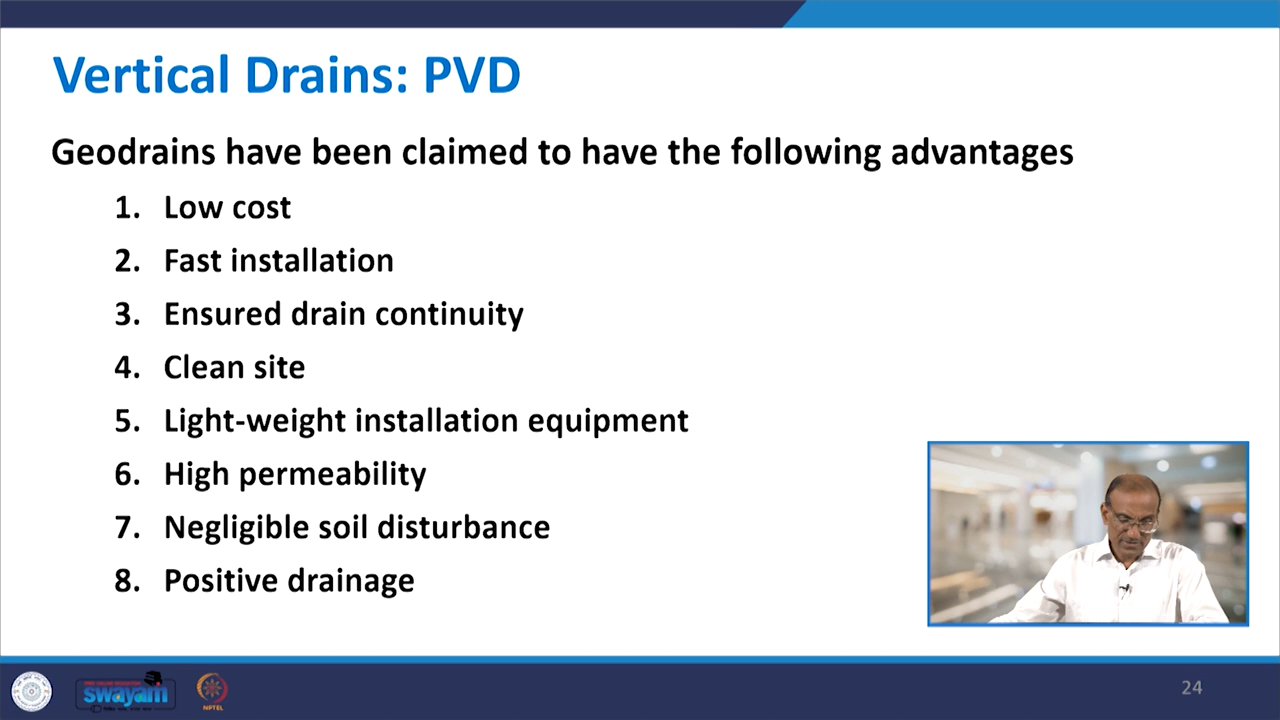 Vertical Drains: PVD
Geodrains have been claimed to have the following advantages
1. Low cost
2. Fast installation
3. Ensured drain continuity
4. Clean site
5. Light-weight installation equipment
6. High permeability
7. Negligible soil disturbance
8. Positive drainage
swayam
NPTEL
24